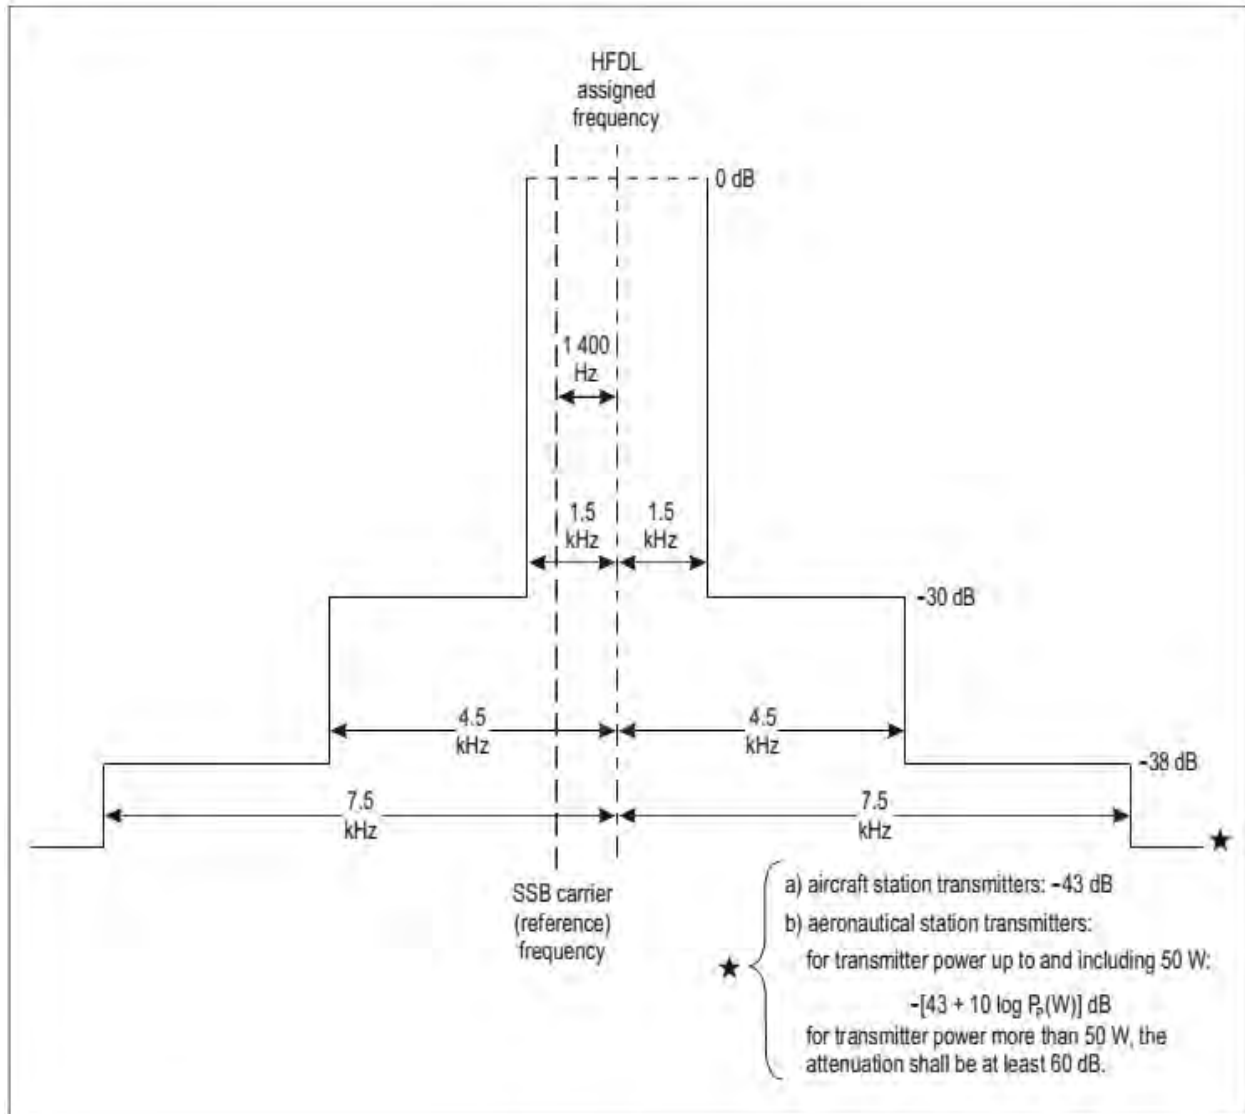 HFDL
assigned
frequency
0 dB
1 400
Hz
1.5
kHz
1.5
kHz
-30 dB
4.5
kHz
4.5
kHz
-38 dB
7.5
kHz
7.5
kHz
★
SSB carrier
(reference)
frequency
★
a) aircraft station transmitters: -43 dB
b) aeronautical station transmitters:
for transmitter power up to and including 50 W:
-[43 + 10 log Pₚ(W)] dB
for transmitter power more than 50 W, the
attenuation shall be at least 60 dB.